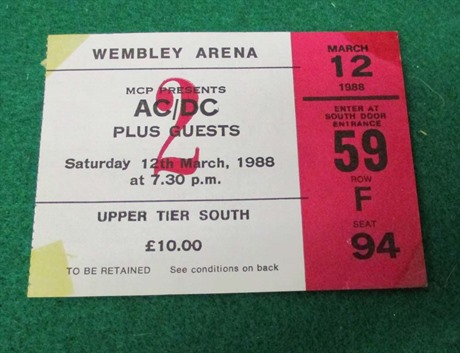 WEMBLEY ARENA
MCP PRESENTS
AC/DC
PLUS GUESTS
2
Saturday 12th March, 1988
at 7.30 p.m.
UPPER TIER SOUTH
£10.00
TO BE RETAINED See conditions on back
MARCH
12
1988
ENTER AT
SOUTH DOOR
ENTRANCE
59
ROW
F
SEAT
94